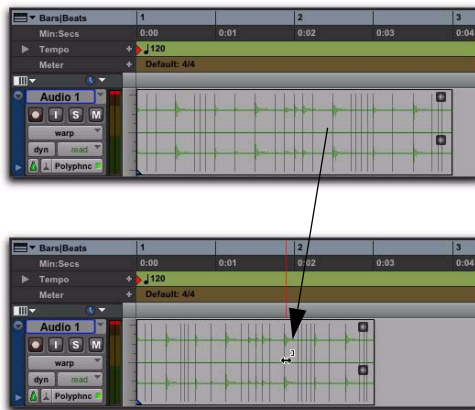 Bars|Beats 1 2 3
Min:Secs 0:00 0:01 0:02 0:03 0:04
Tempo + 120
Meter + Default: 4/4
Audio 1
I S M
warp
dyn read
Polyphnc
Bars|Beats 1 2 3
Min:Secs 0:00 0:01 0:02 0:03 0:04
Tempo + 120
Meter + Default: 4/4
Audio 1
I S M
warp
dyn read
Polyphnc